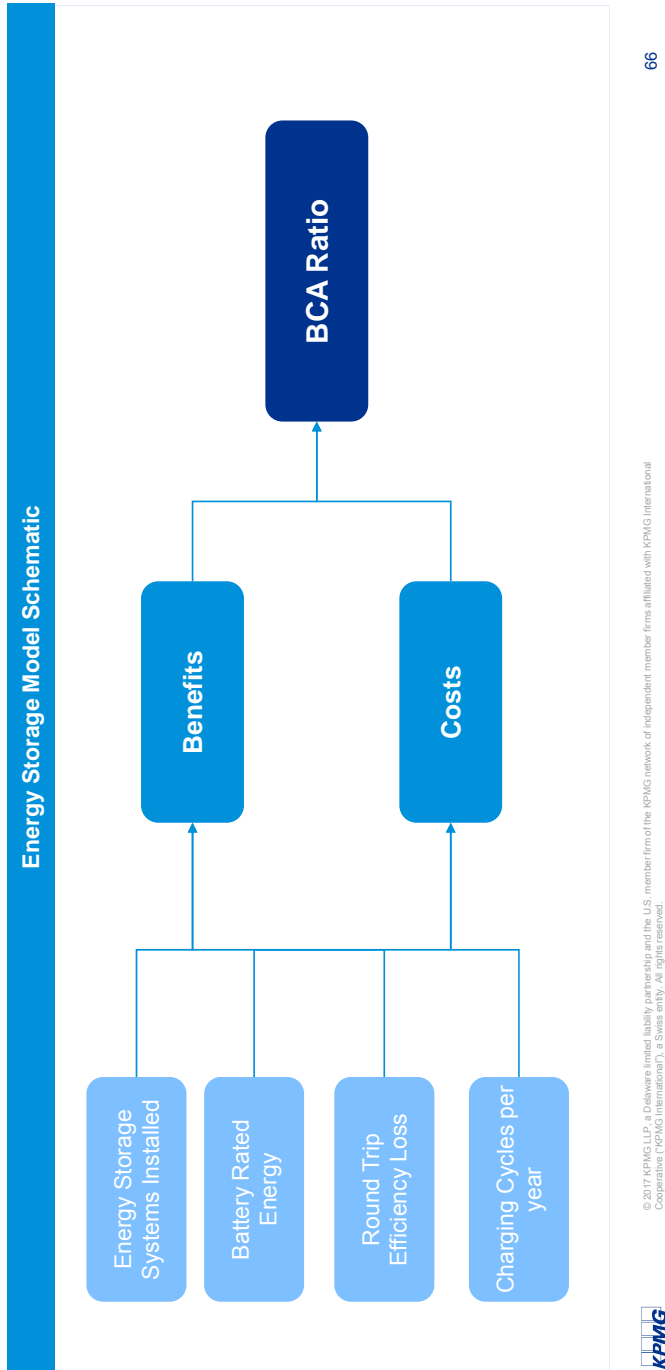 Energy Storage Model Schematic
Energy Storage
Systems Installed
Battery Rated
Energy
Round Trip
Efficiency Loss
Charging Cycles per
year
Benefits
Costs
BCA Ratio
KPMG
© 2017 KPMG LLP, a Delaware limited liability partnership and the U.S. member firm of the KPMG network of independent member firms affiliated with KPMG International
Cooperative ("KPMG International"), a Swiss entity. All rights reserved.
66